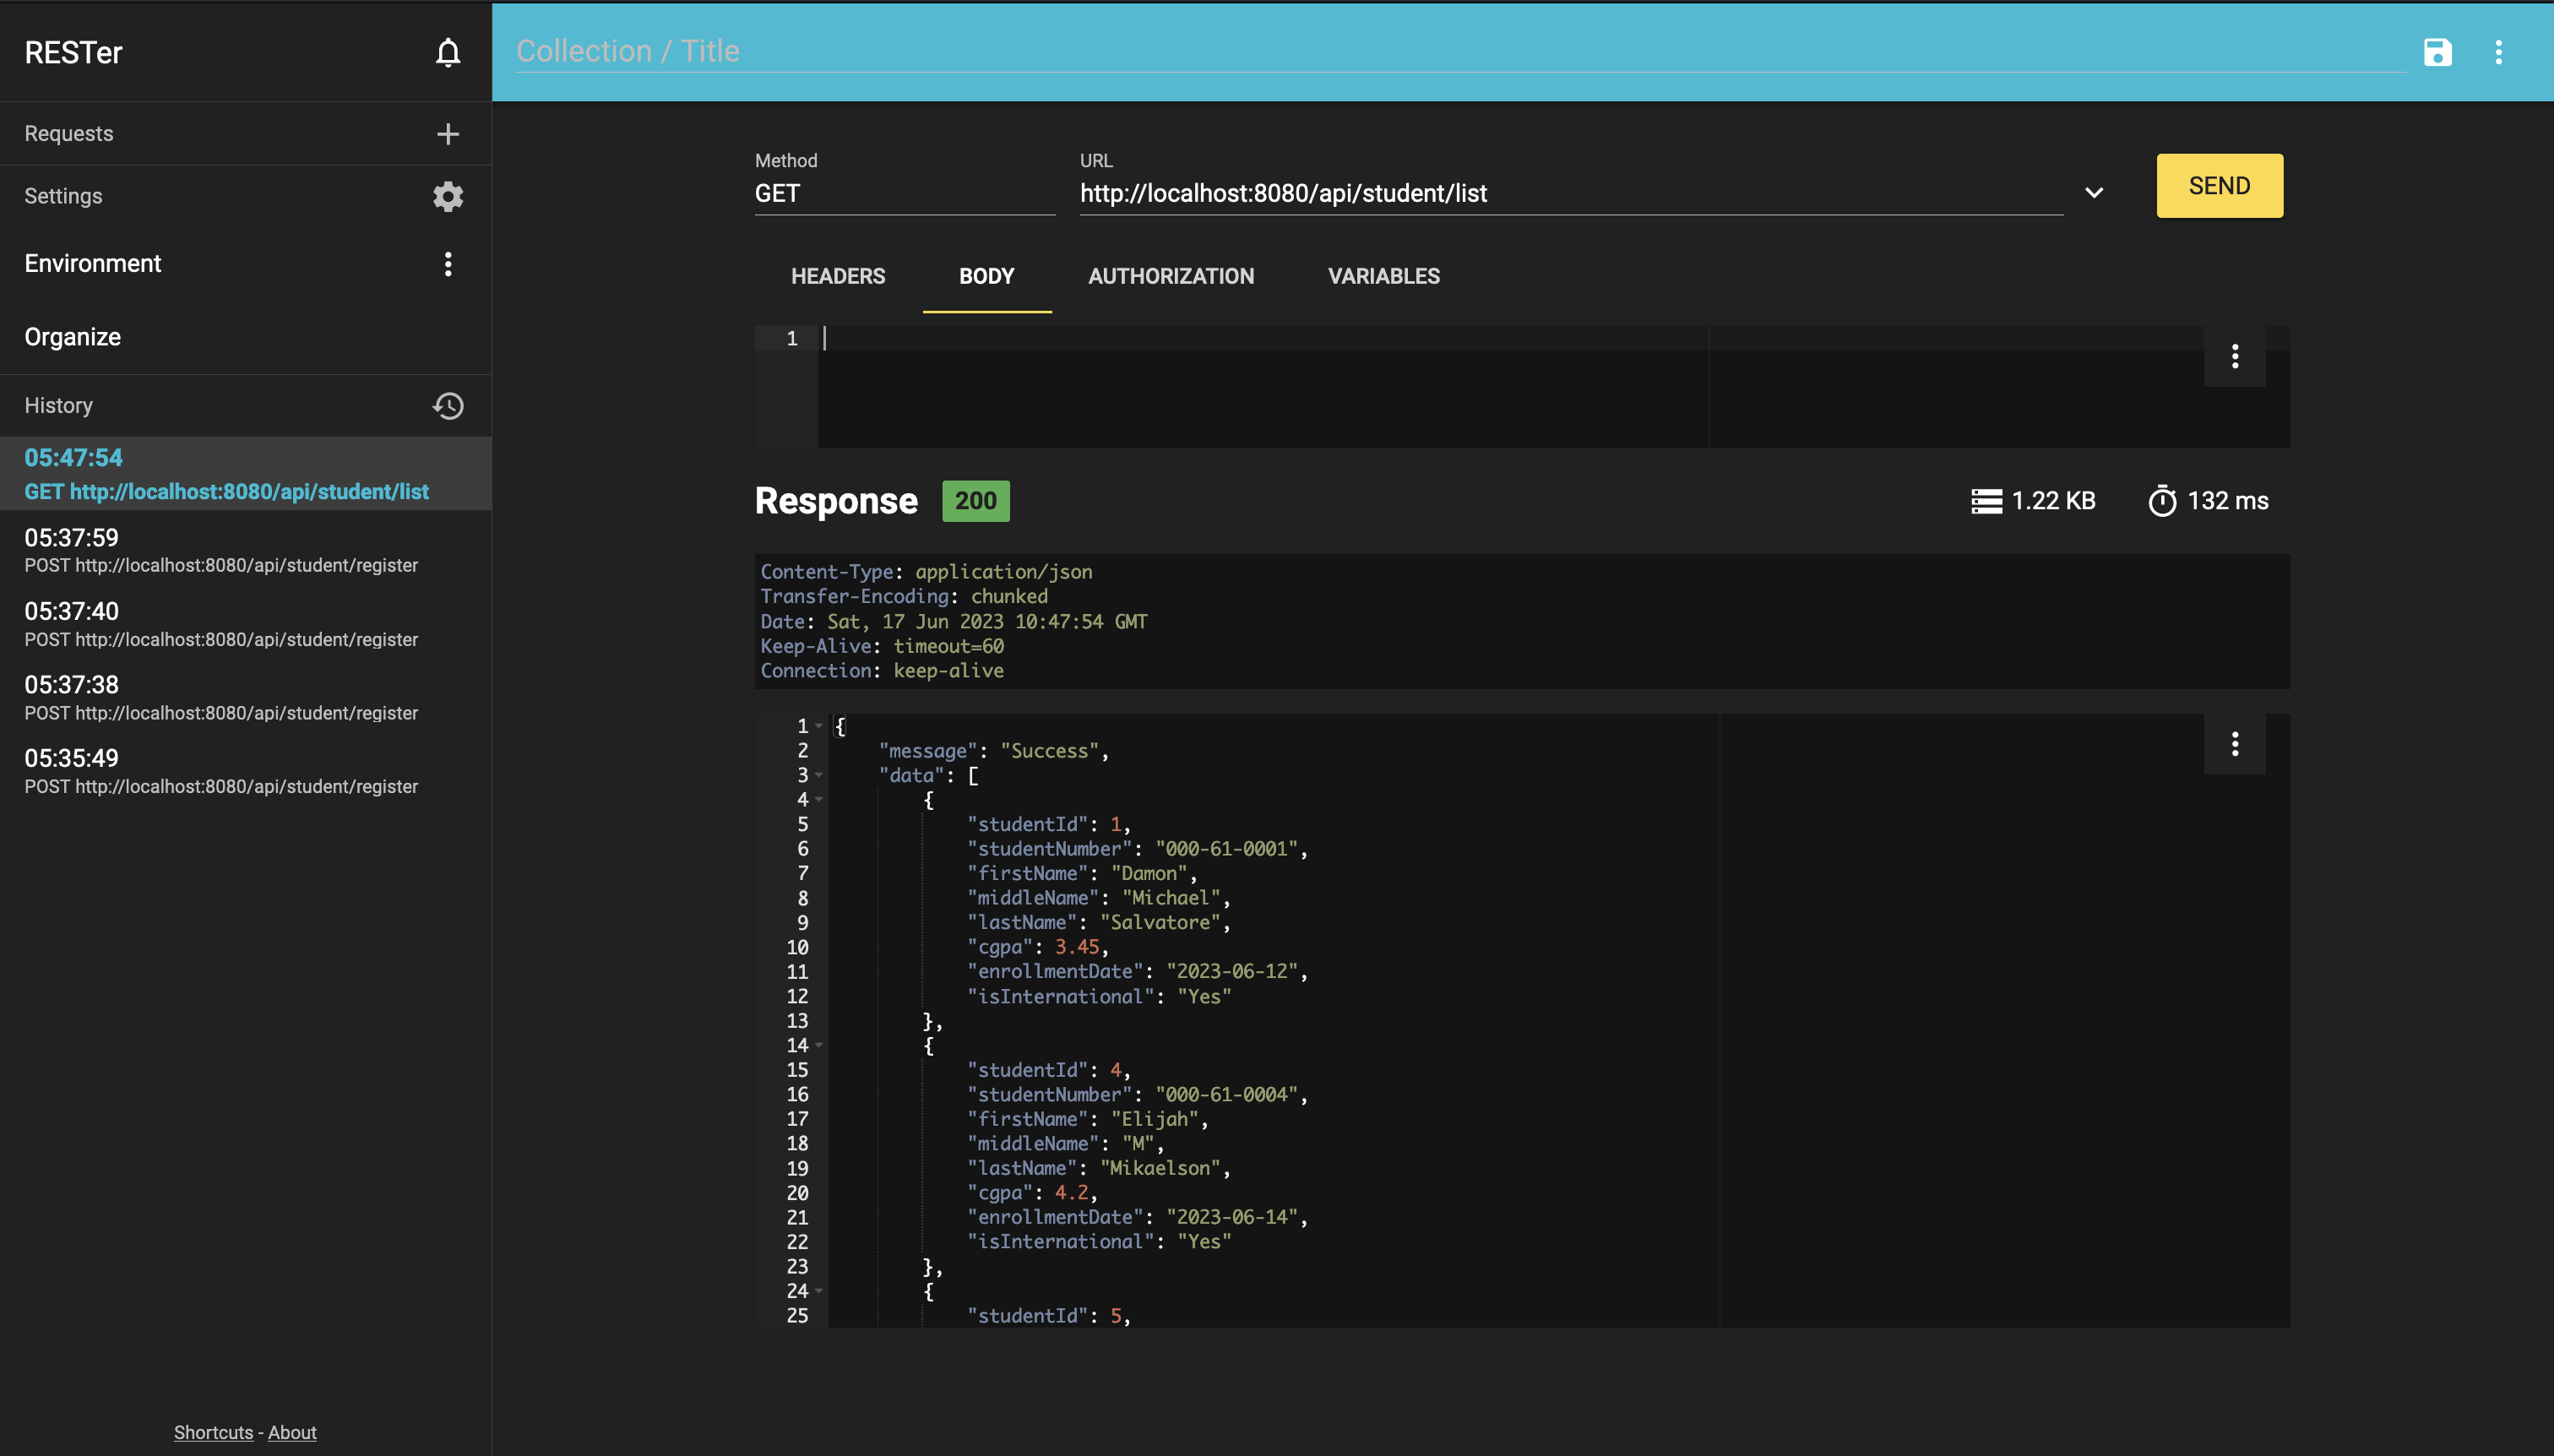 RESTer
Requests
Settings
Environment
Organize
History
05:47:54
GET http://localhost:8080/api/student/list
05:37:59
POST http://localhost:8080/api/student/register
05:37:40
POST http://localhost:8080/api/student/register
05:37:38
POST http://localhost:8080/api/student/register
05:35:49
POST http://localhost:8080/api/student/register
Shortcuts - About
Collection / Title
Method
GET
URL
http://localhost:8080/api/student/list
SEND
HEADERS BODY AUTHORIZATION VARIABLES
1
Response 200 1.22 KB 132 ms
Content-Type: application/json
Transfer-Encoding: chunked
Date: Sat, 17 Jun 2023 10:47:54 GMT
Keep-Alive: timeout=60
Connection: keep-alive
1 {
2 "message": "Success",
3 "data": [
4 {
5 "studentId": 1,
6 "studentNumber": "000-61-0001",
7 "firstName": "Damon",
8 "middleName": "Michael",
9 "lastName": "Salvatore",
10 "cgpa": 3.45,
11 "enrollmentDate": "2023-06-12",
12 "isInternational": "Yes"
13 },
14 {
15 "studentId": 4,
16 "studentNumber": "000-61-0004",
17 "firstName": "Elijah",
18 "middleName": "M",
19 "lastName": "Mikaelson",
20 "cgpa": 4.2,
21 "enrollmentDate": "2023-06-14",
22 "isInternational": "Yes"
23 },
24 {
25 "studentId": 5,